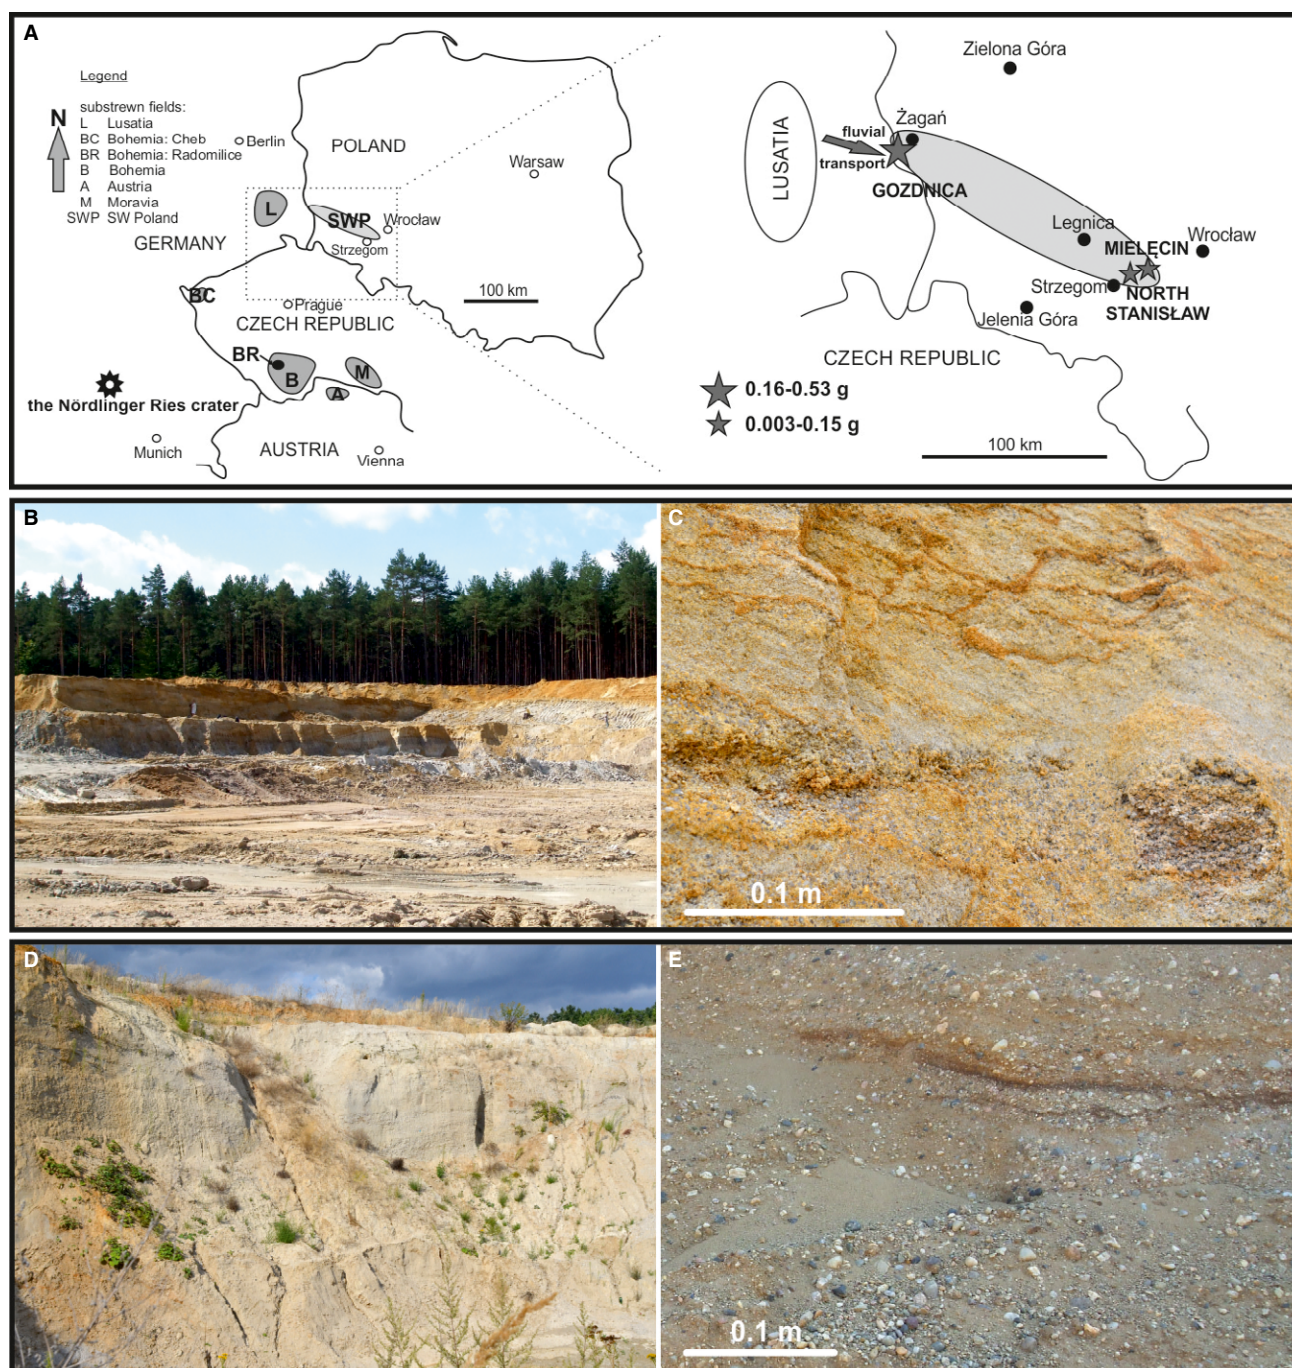 A
Legend
substrewn fields:
L Lusatia
BC Bohemia: Cheb
BR Bohemia: Radomilice
B Bohemia
A Austria
M Moravia
SWP SW Poland
N
Berlin
POLAND
Warsaw
L
SWP
Wrocław
Strzegom
GERMANY
100 km
BC
Prague
CZECH REPUBLIC
BR
B
M
A
the Nördlinger Ries crater
Munich
AUSTRIA
Vienna
Zielona Góra
LUSATIA
Żagań
fluvial
transport
GOZDNICA
Legnica
MIELĘCIN
Wrocław
Strzegom
NORTH
STANISŁAW
Jelenia Góra
CZECH REPUBLIC
0.16-0.53 g
0.003-0.15 g
100 km
B
C
0.1 m
D
E
0.1 m